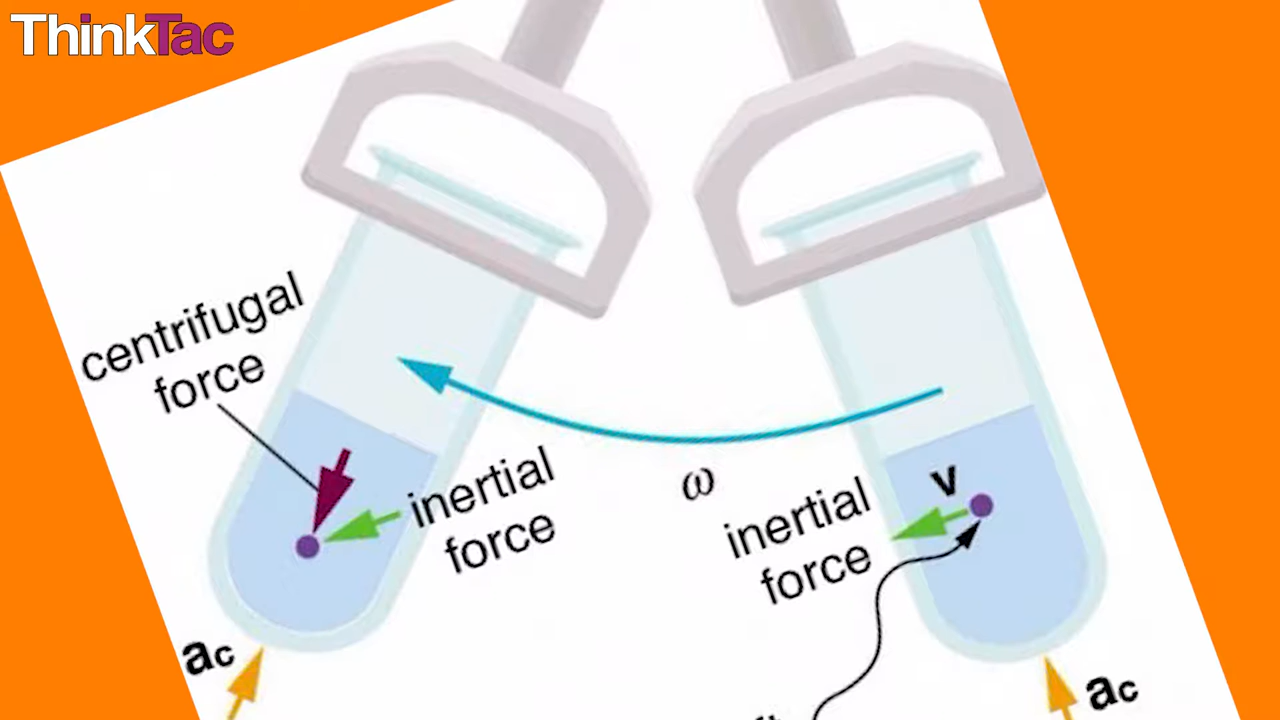 ThinkTac
centrifugal
force
inertial
force
ω
v
inertial
force
ac
ac